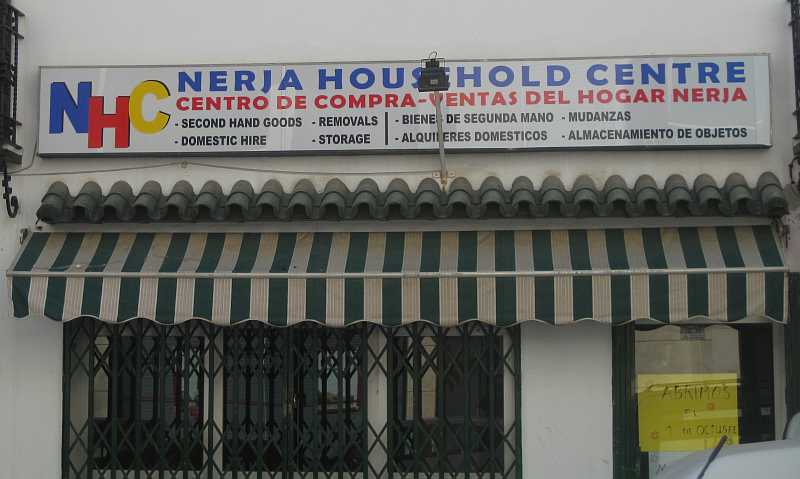 NHC
NERJA HOUSEHOLD CENTRE
CENTRO DE COMPRA-VENTAS DEL HOGAR NERJA
- SECOND HAND GOODS - REMOVALS - BIENES DE SEGUNDA MANO - MUDANZAS
- DOMESTIC HIRE - STORAGE - ALQUILERES DOMESTICOS - ALMACENAMIENTO DE OBJETOS
ABRIMOS
EL
1 DE OCTUBRE